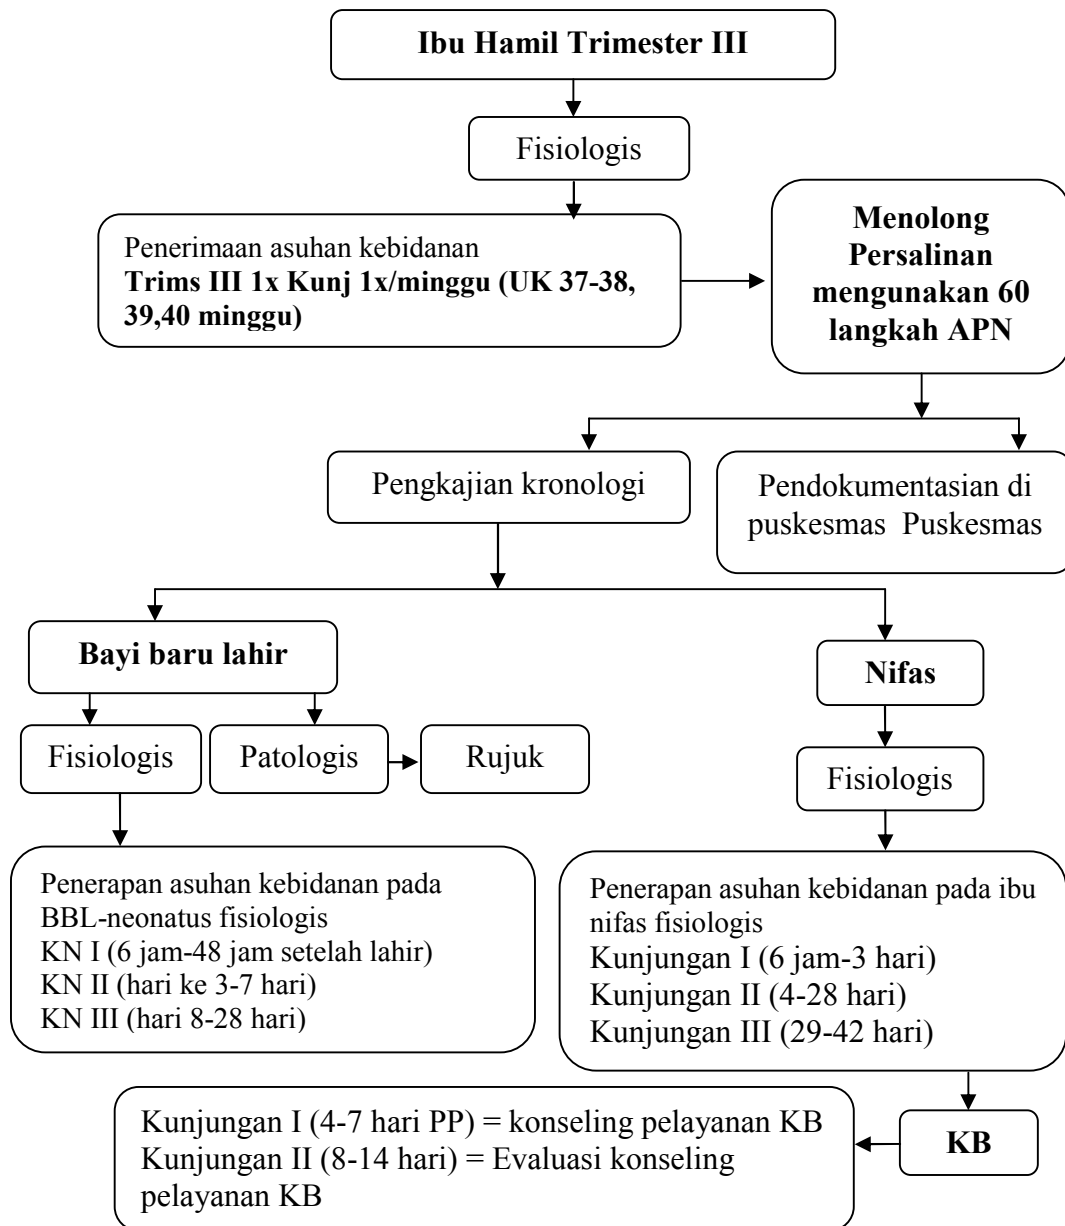 Ibu Hamil Trimester III
Fisiologis
Penerimaan asuhan kebidanan
Trims III 1x Kunj 1x/minggu (UK 37-38,
39,40 minggu)
Menolong
Persalinan
mengunakan 60
langkah APN
Pengkajian kronologi
Pendokumentasian di
puskesmas Puskesmas
Bayi baru lahir
Nifas
Fisiologis
Patologis
Rujuk
Fisiologis
Penerapan asuhan kebidanan pada
BBL-neonatus fisiologis
KN I (6 jam-48 jam setelah lahir)
KN II (hari ke 3-7 hari)
KN III (hari 8-28 hari)
Penerapan asuhan kebidanan pada ibu
nifas fisiologis
Kunjungan I (6 jam-3 hari)
Kunjungan II (4-28 hari)
Kunjungan III (29-42 hari)
Kunjungan I (4-7 hari PP) = konseling pelayanan KB
Kunjungan II (8-14 hari) = Evaluasi konseling
pelayanan KB
KB